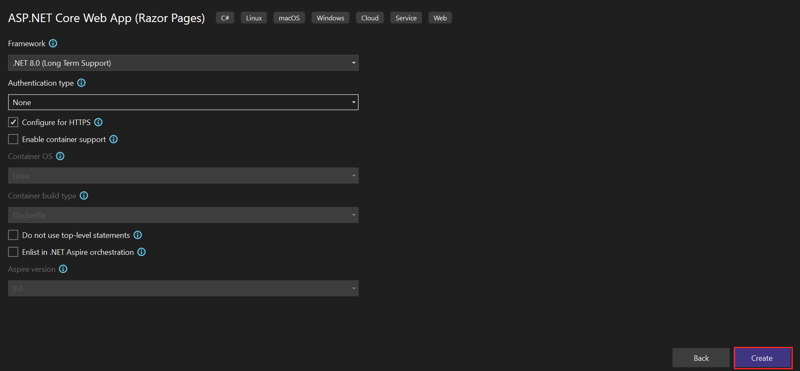 ASP.NET Core Web App (Razor Pages) C# Linux macOS Windows Cloud Service Web
Framework
.NET 8.0 (Long Term Support)
Authentication type
None
Configure for HTTPS
Enable container support
Container OS
Linux
Container build type
Dockerfile
Do not use top-level statements
Enlist in .NET Aspire orchestration
Aspire version
9.0
Back Create